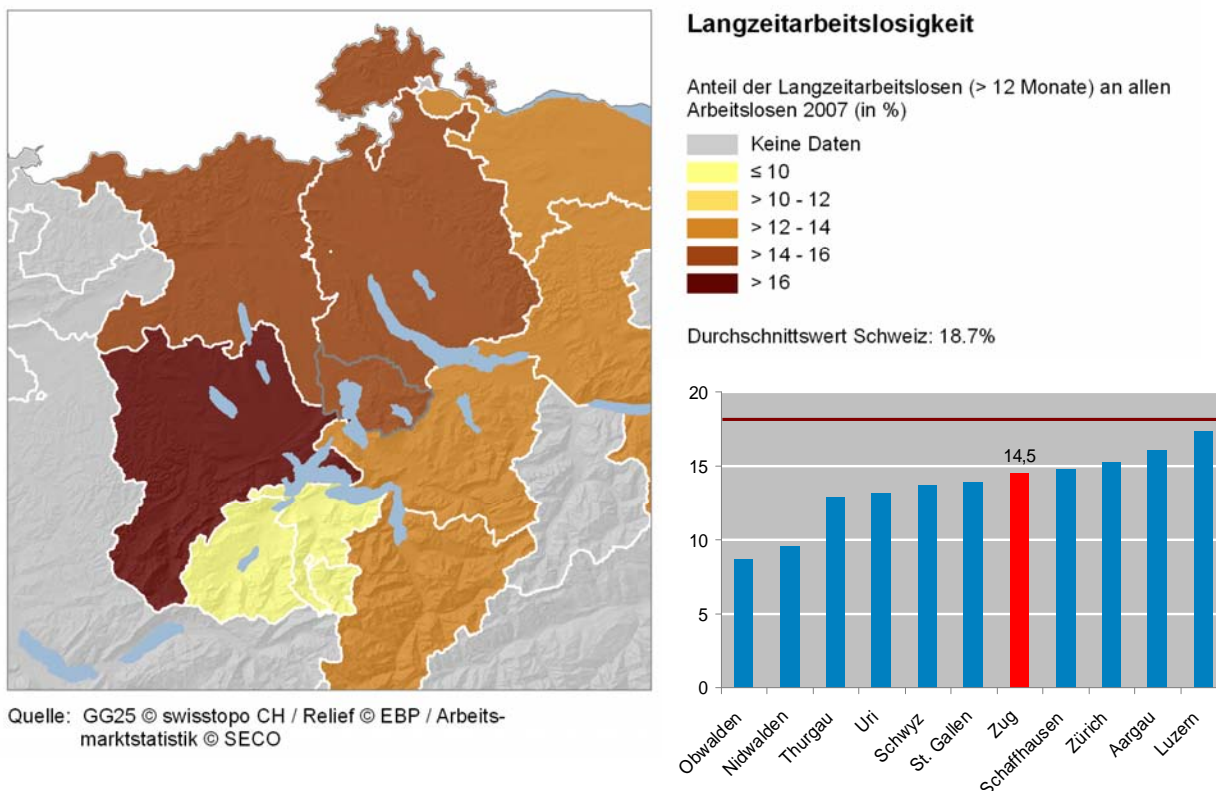 Langzeitarbeitslosigkeit
Anteil der Langzeitarbeitslosen (> 12 Monate) an allen
Arbeitslosen 2007 (in %)
Keine Daten
≤ 10
> 10 - 12
> 12 - 14
> 14 - 16
> 16
Durchschnittswert Schweiz: 18.7%
20
15
10
5
0
14,5
Obwalden
Nidwalden
Thurgau
Uri
Schwyz
St. Gallen
Zug
Schaffhausen
Zürich
Aargau
Luzern
Quelle: GG25 © swisstopo CH / Relief © EBP / Arbeits-
marktstatistik © SECO